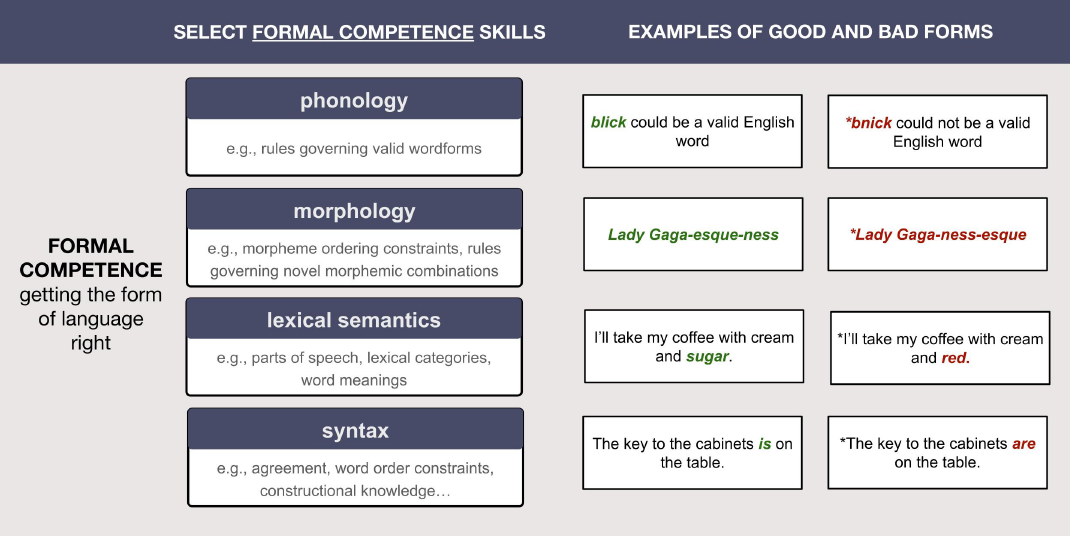 SELECT FORMAL COMPETENCE SKILLS
EXAMPLES OF GOOD AND BAD FORMS
FORMAL
COMPETENCE
getting the form
of language
right
phonology
e.g., rules governing valid wordforms
blick could be a valid English
word
*bnick could not be a valid
English word
morphology
e.g., morpheme ordering constraints, rules
governing novel morphemic combinations
Lady Gaga-esque-ness
*Lady Gaga-ness-esque
lexical semantics
e.g., parts of speech, lexical categories,
word meanings
I’ll take my coffee with cream
and sugar.
*I’ll take my coffee with cream
and red.
syntax
e.g., agreement, word order constraints,
constructional knowledge…
The key to the cabinets is on
the table.
*The key to the cabinets are
on the table.